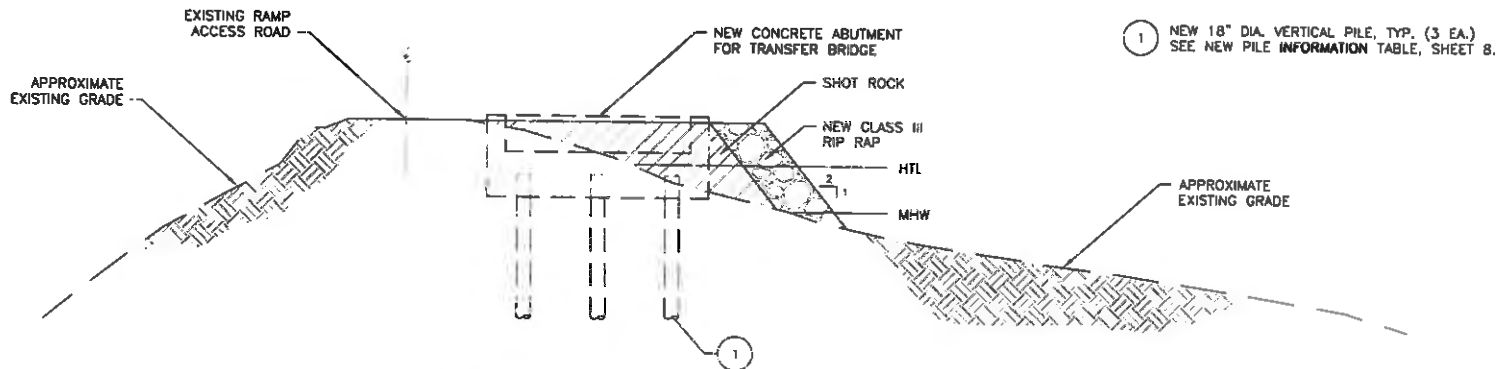 EXISTING RAMP
ACCESS ROAD
APPROXIMATE
EXISTING GRADE
NEW CONCRETE ABUTMENT
FOR TRANSFER BRIDGE
SHOT ROCK
NEW CLASS III
RIP RAP
HTL
2
1
MHW
APPROXIMATE
EXISTING GRADE
1
1
NEW 18" DIA. VERTICAL PILE, TYP. (3 EA.)
SEE NEW PILE INFORMATION TABLE, SHEET 8.